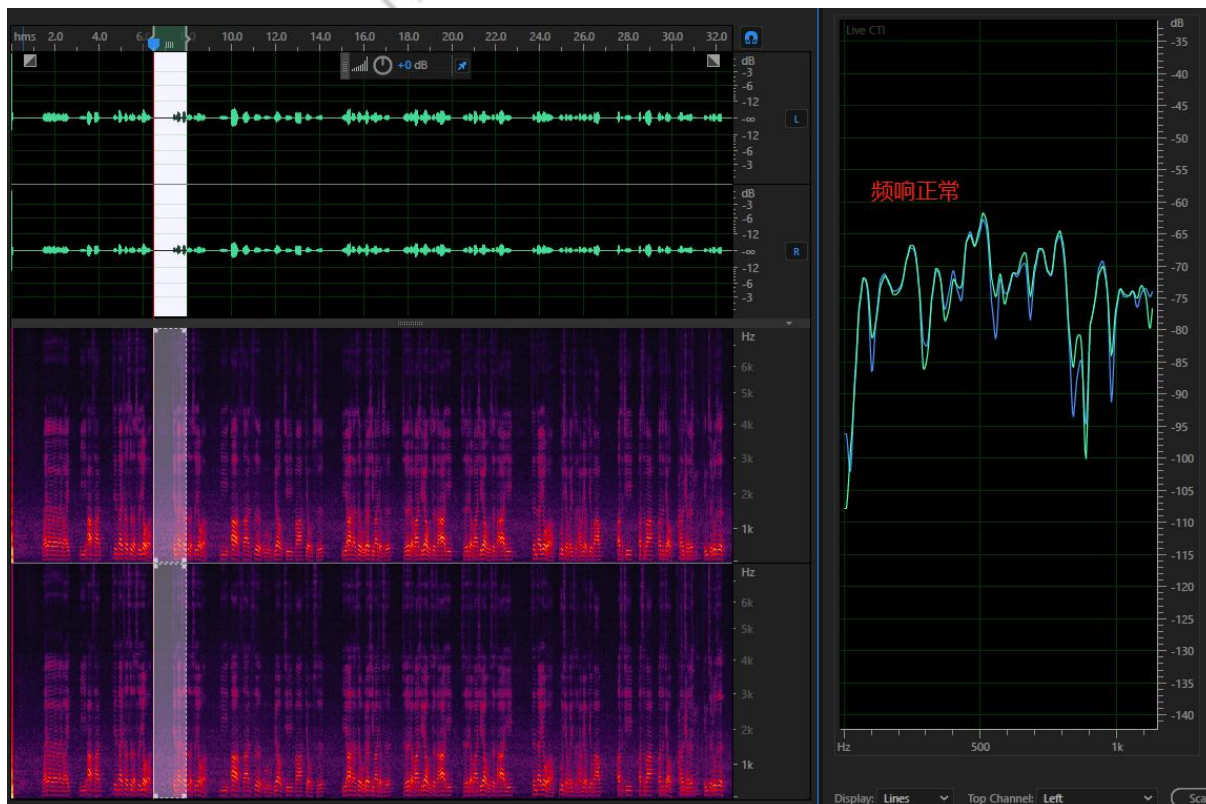 Live CTI
dB
hms 2.0 4.0 6.0 8.0 10.0 12.0 14.0 16.0 18.0 20.0 22.0 24.0 26.0 28.0 30.0 32.0
+0 dB
dB
-3
-6
-12
-∞
-12
-6
-3
L
dB
-3
-6
-12
-∞
-12
-6
-3
R
Hz
6k
5k
4k
3k
2k
1k
Hz
6k
5k
4k
3k
2k
1k
频响正常
-35
-40
-45
-50
-55
-60
-65
-70
-75
-80
-85
-90
-95
-100
-105
-110
-115
-120
-125
-130
-135
-140
Hz 500 1k
Display: Lines Top Channel: Left